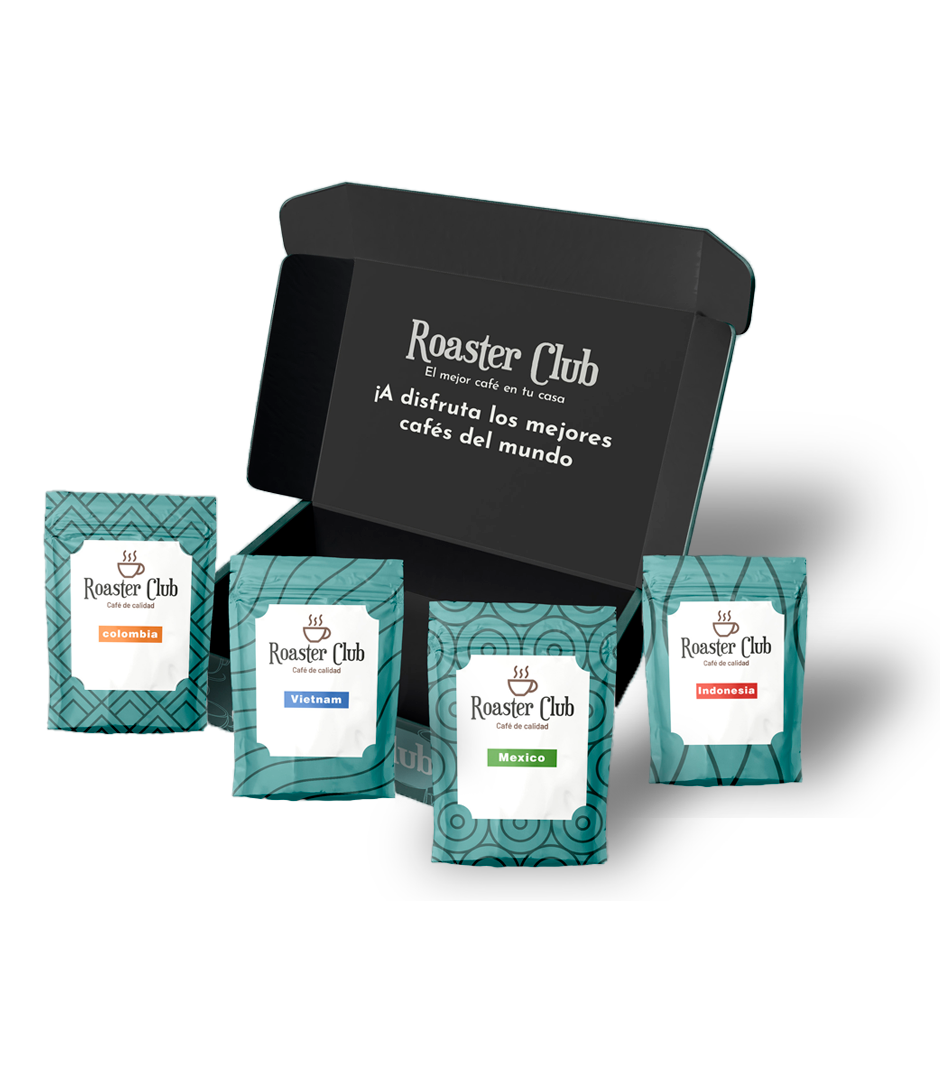 Roaster Club
El mejor café en tu casa
¡A disfruta los mejores
cafés del mundo
Roaster Club
Café de calidad
colombia
Roaster Club
Café de calidad
Vietnam
Roaster Club
Café de calidad
Mexico
Roaster Club
Café de calidad
Indonesia